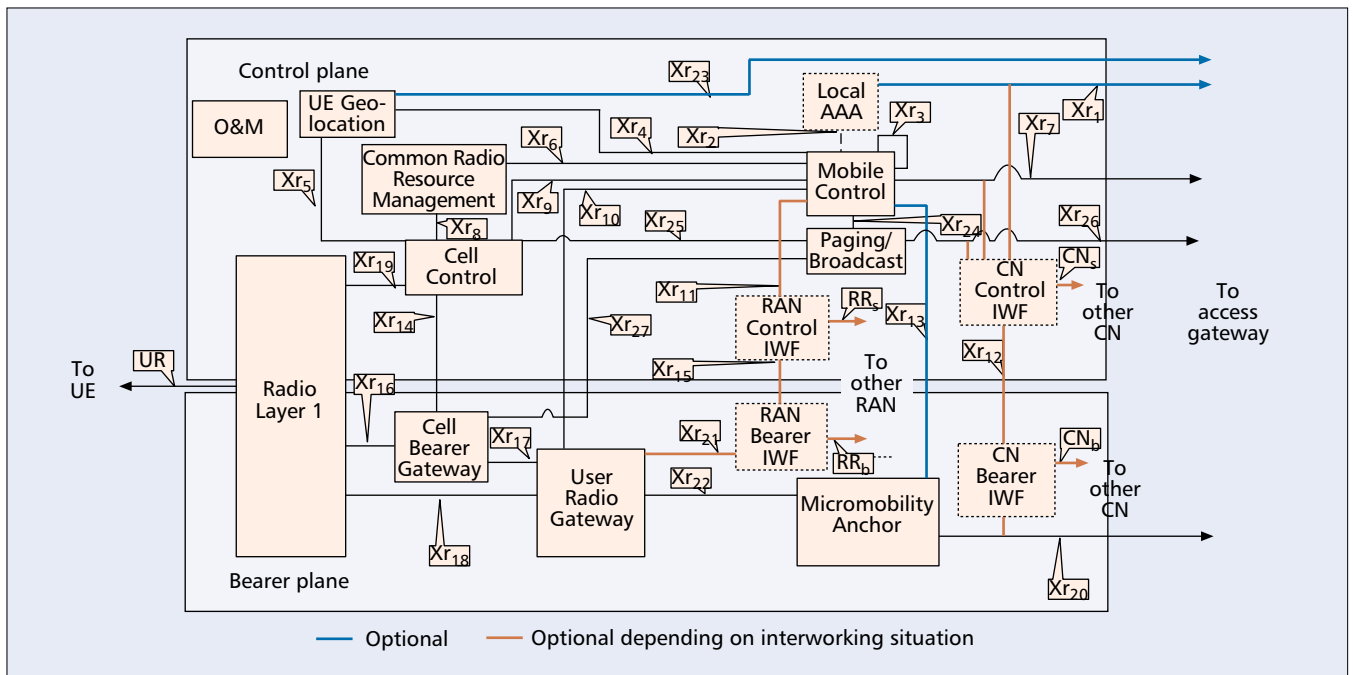 Control plane
Xr23
Local
AAA
Xr3
Xr7
Xr1
UE Geo-
location
O&M
Xr4
Xr2
Xr6
Common Radio
Resource
Management
Mobile
Control
Xr5
Xr9
Xr10
Xr8
Xr25
Xr24
Xr26
Paging/
Broadcast
Cell
Control
Xr19
CN
Control
IWF
CNs
To
other
CN
To
access
gateway
Xr11
RAN
Control
IWF
RRs
Xr13
Xr14
Xr27
Xr12
Xr15
To
other
RAN
To
UE
UR
Radio
Layer 1
Xr16
Cell
Bearer
Gateway
Xr17
Xr21
RAN
Bearer
IWF
RRb
CN
Bearer
IWF
CNb
To
other
CN
User
Radio
Gateway
Xr22
Micromobility
Anchor
Xr18
Xr20
Bearer plane
Optional
Optional depending on interworking situation